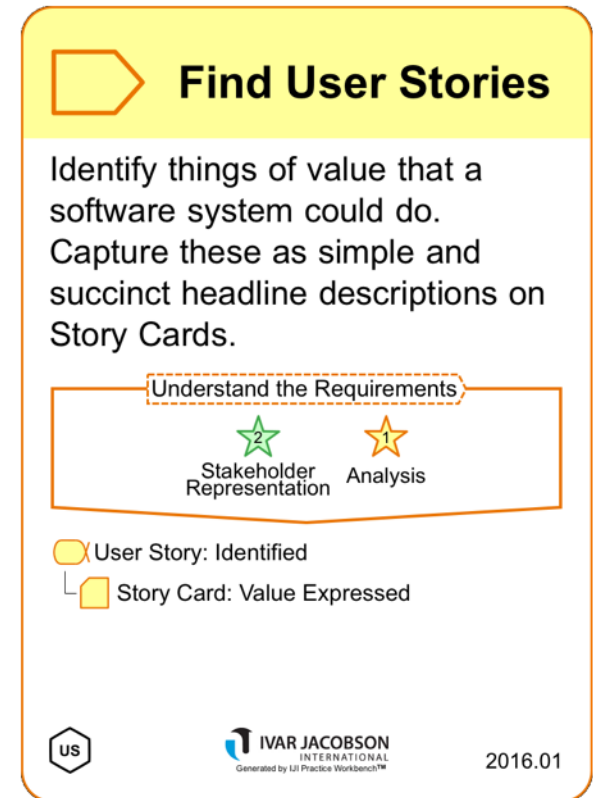 Find User Stories
Identify things of value that a
software system could do.
Capture these as simple and
succinct headline descriptions on
Story Cards.
Understand the Requirements
2
1
Stakeholder
Representation
Analysis
User Story: Identified
Story Card: Value Expressed
US
IVAR JACOBSON
INTERNATIONAL
Generated by IJI Practice Workbench™
2016.01